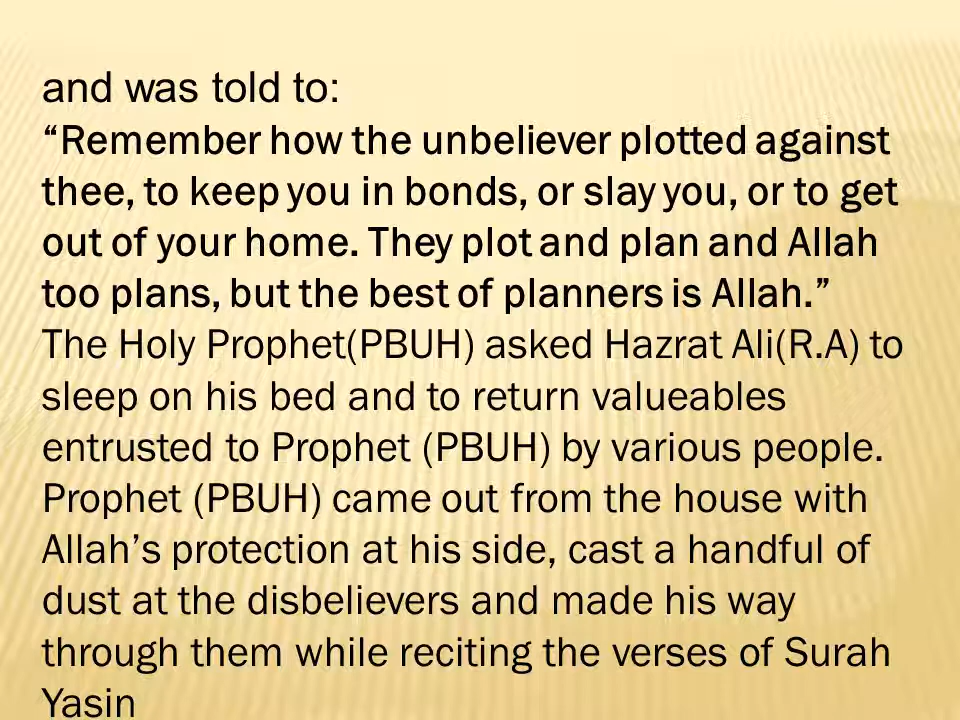 and was told to:
“Remember how the unbeliever plotted against
thee, to keep you in bonds, or slay you, or to get
out of your home. They plot and plan and Allah
too plans, but the best of planners is Allah.”
The Holy Prophet(PBUH) asked Hazrat Ali(R.A) to
sleep on his bed and to return valueables
entrusted to Prophet (PBUH) by various people.
Prophet (PBUH) came out from the house with
Allah’s protection at his side, cast a handful of
dust at the disbelievers and made his way
through them while reciting the verses of Surah
Yasin